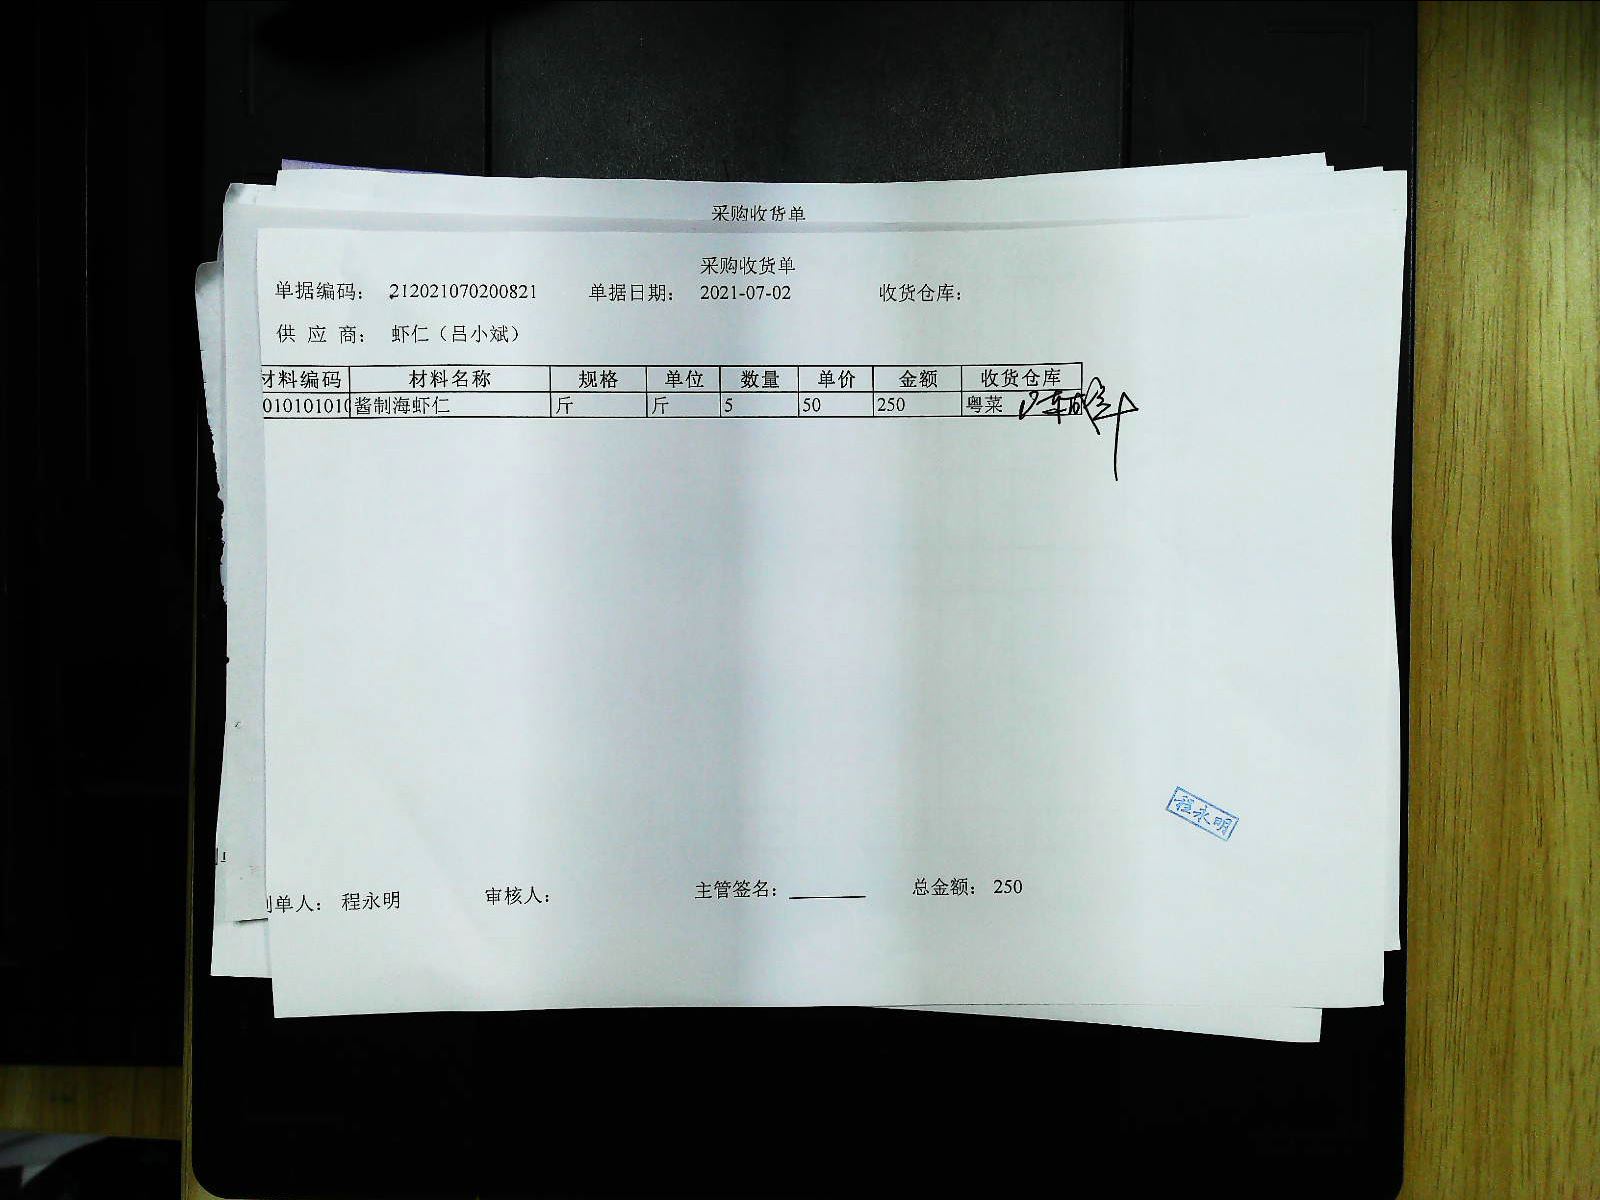 采购收货单
采购收货单
单据编码： 212021070200821 单据日期： 2021-07-02 收货仓库：
供 应 商： 虾仁（吕小斌）
材料编码 材料名称 规格 单位 数量 单价 金额 收货仓库
010101010 酱制海虾仁 斤 斤 5 50 250 粤菜
程永明
制单人： 程永明 审核人： 主管签名： 总金额： 250